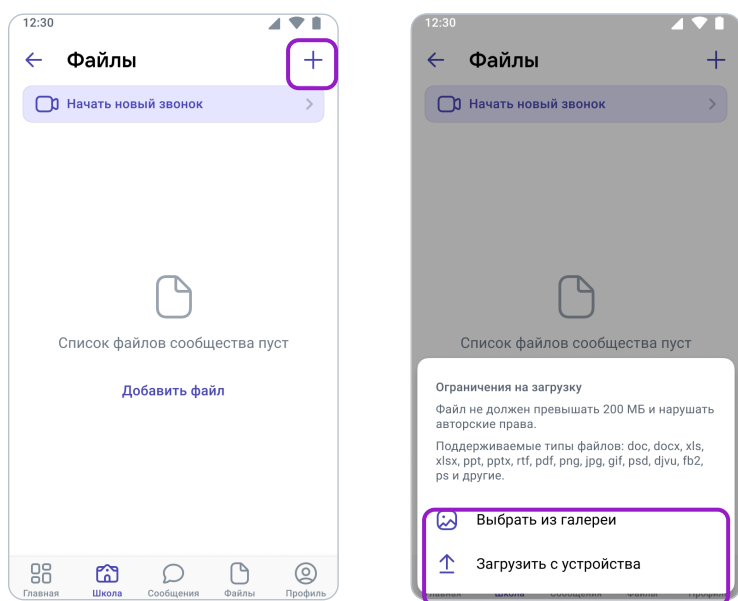 12:30
Файлы
Начать новый звонок
Список файлов сообщества пуст
Добавить файл
Главная
Школа
Сообщения
Файлы
Профиль
12:30
Файлы
Начать новый звонок
Список файлов сообщества пуст
Ограничения на загрузку
Файл не должен превышать 200 МБ и нарушать
авторские права.
Поддерживаемые типы файлов: doc, docx, xls,
xlsx, ppt, pptx, rtf, pdf, png, jpg, gif, psd, djvu, fb2,
ps и другие.
Выбрать из галереи
Загрузить с устройства